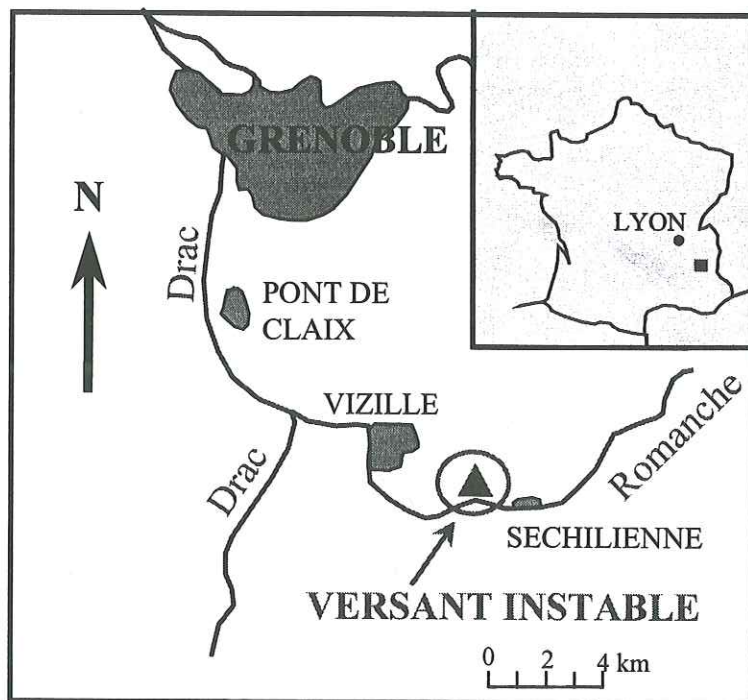 GRENOBLE
N
LYON
Drac
PONT DE
CLAIX
VIZILLE
Romanche
Drac
SECHILIENNE
VERSANT INSTABLE
0 2 4 km